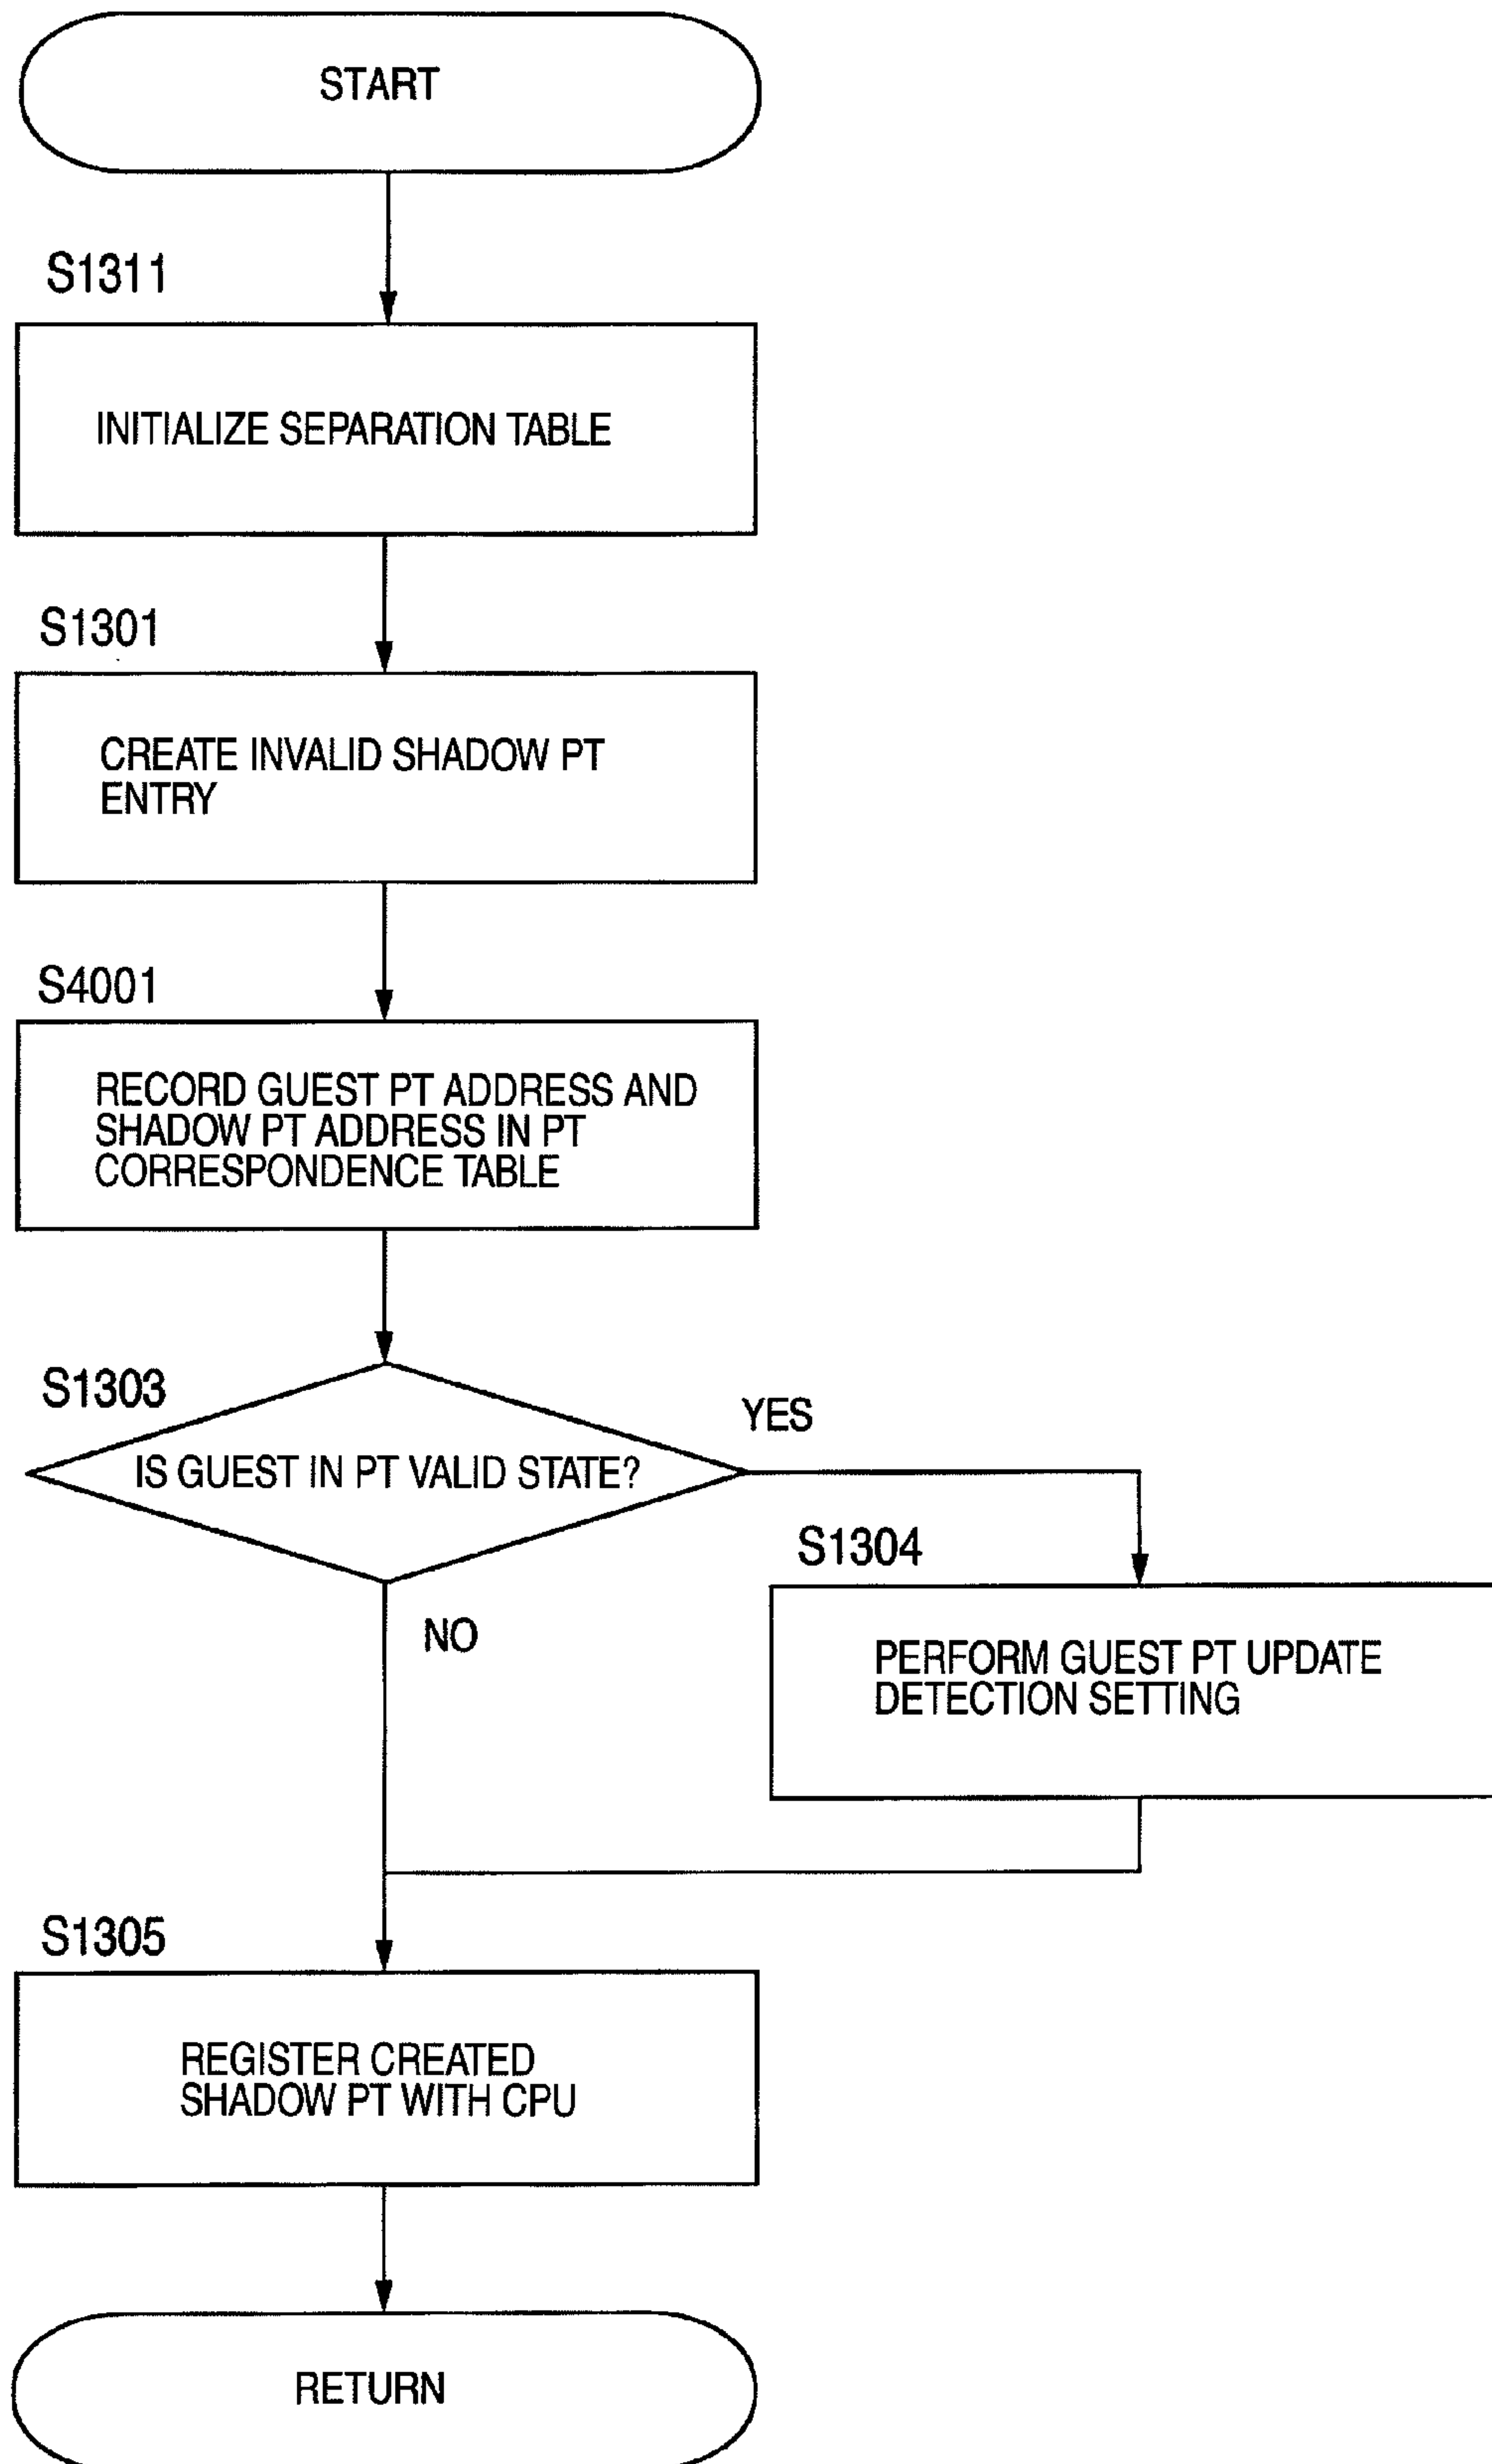 START
S1311
INITIALIZE SEPARATION TABLE
S1301
CREATE INVALID SHADOW PT
ENTRY
S4001
RECORD GUEST PT ADDRESS AND
SHADOW PT ADDRESS IN PT
CORRESPONDENCE TABLE
S1303
YES
IS GUEST IN PT VALID STATE?
S1304
NO
PERFORM GUEST PT UPDATE
DETECTION SETTING
S1305
REGISTER CREATED
SHADOW PT WITH CPU
RETURN